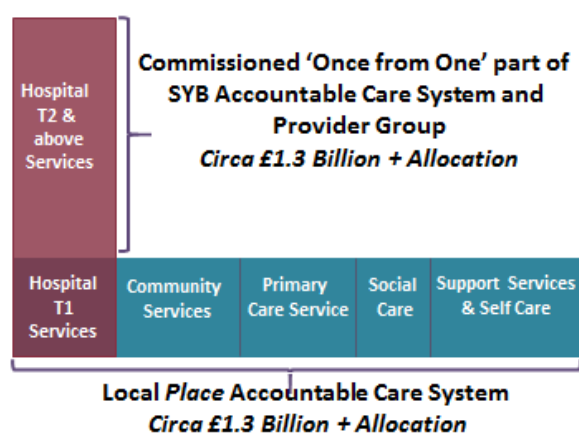 Hospital
T2 &
above
Services
Commissioned ‘Once from One’ part of
SYB Accountable Care System and
Provider Group
Circa £1.3 Billion + Allocation
Hospital
T1
Services
Community
Services
Primary
Care Service
Social
Care
Support Services
& Self Care
Local Place Accountable Care System
Circa £1.3 Billion + Allocation